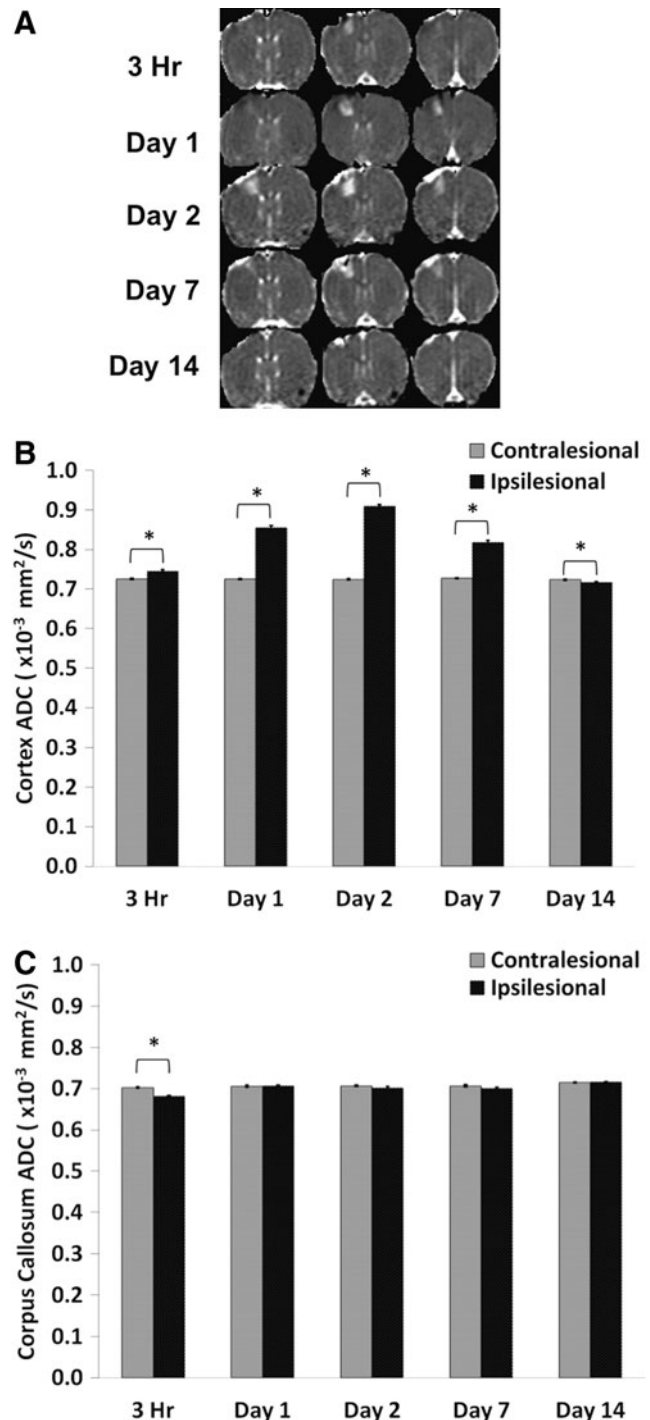 A
3 Hr
Day 1
Day 2
Day 7
Day 14
B
Contralesional
Ipsilesional
Cortex ADC ( x10⁻³ mm²/s)
1.0
0.9
0.8
0.7
0.6
0.5
0.4
0.3
0.2
0.1
0.0
* * * * *
3 Hr Day 1 Day 2 Day 7 Day 14
C
Contralesional
Ipsilesional
Corpus Callosum ADC ( x10⁻³ mm²/s)
1.0
0.9
0.8
0.7
0.6
0.5
0.4
0.3
0.2
0.1
0.0
*
3 Hr Day 1 Day 2 Day 7 Day 14